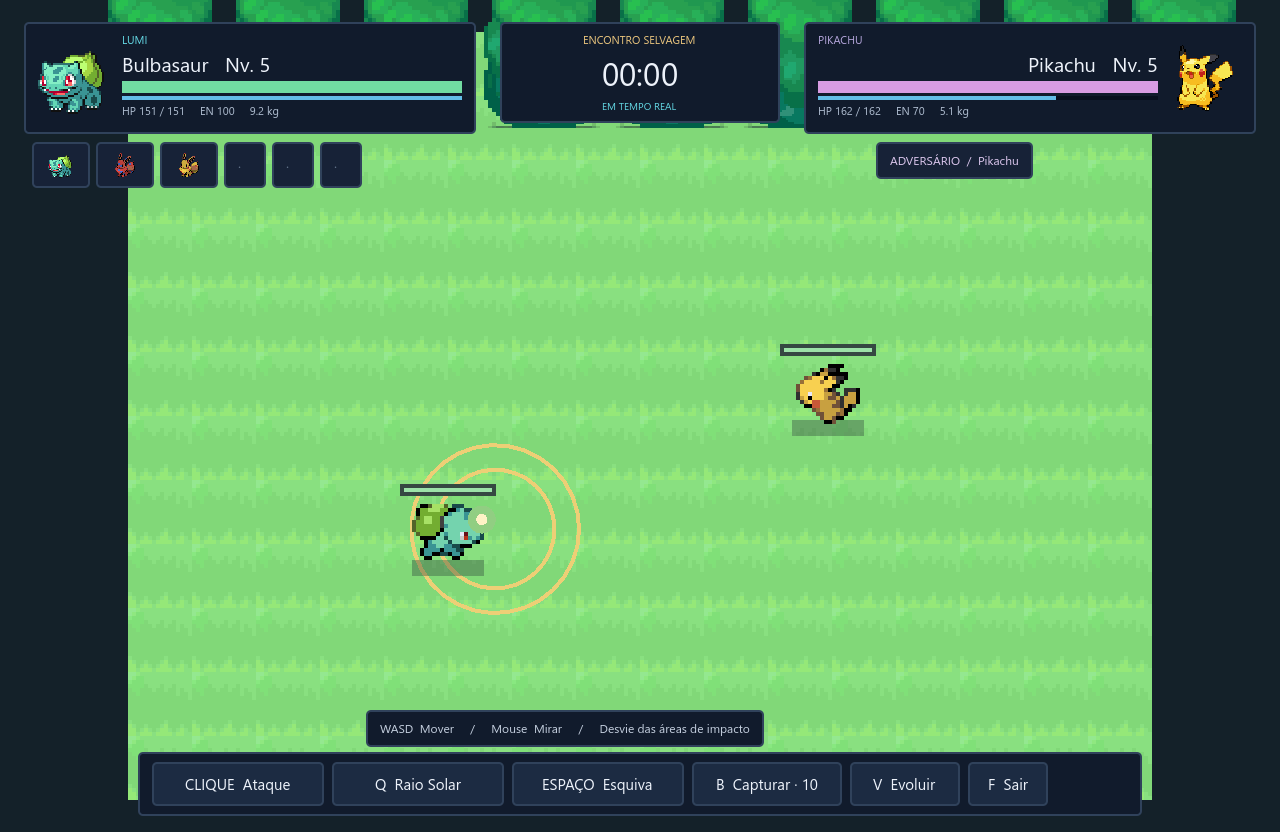 LUMI
Bulbasaur Nv. 5
HP 151 / 151 EN 100 9.2 kg
ENCONTRO SELVAGEM
00:00
EM TEMPO REAL
PIKACHU
Pikachu Nv. 5
HP 162 / 162 EN 70 5.1 kg
ADVERSÁRIO / Pikachu
WASD Mover / Mouse Mirar / Desvie das áreas de impacto
CLIQUE Ataque
Q Raio Solar
ESPAÇO Esquiva
B Capturar · 10
V Evoluir
F Sair